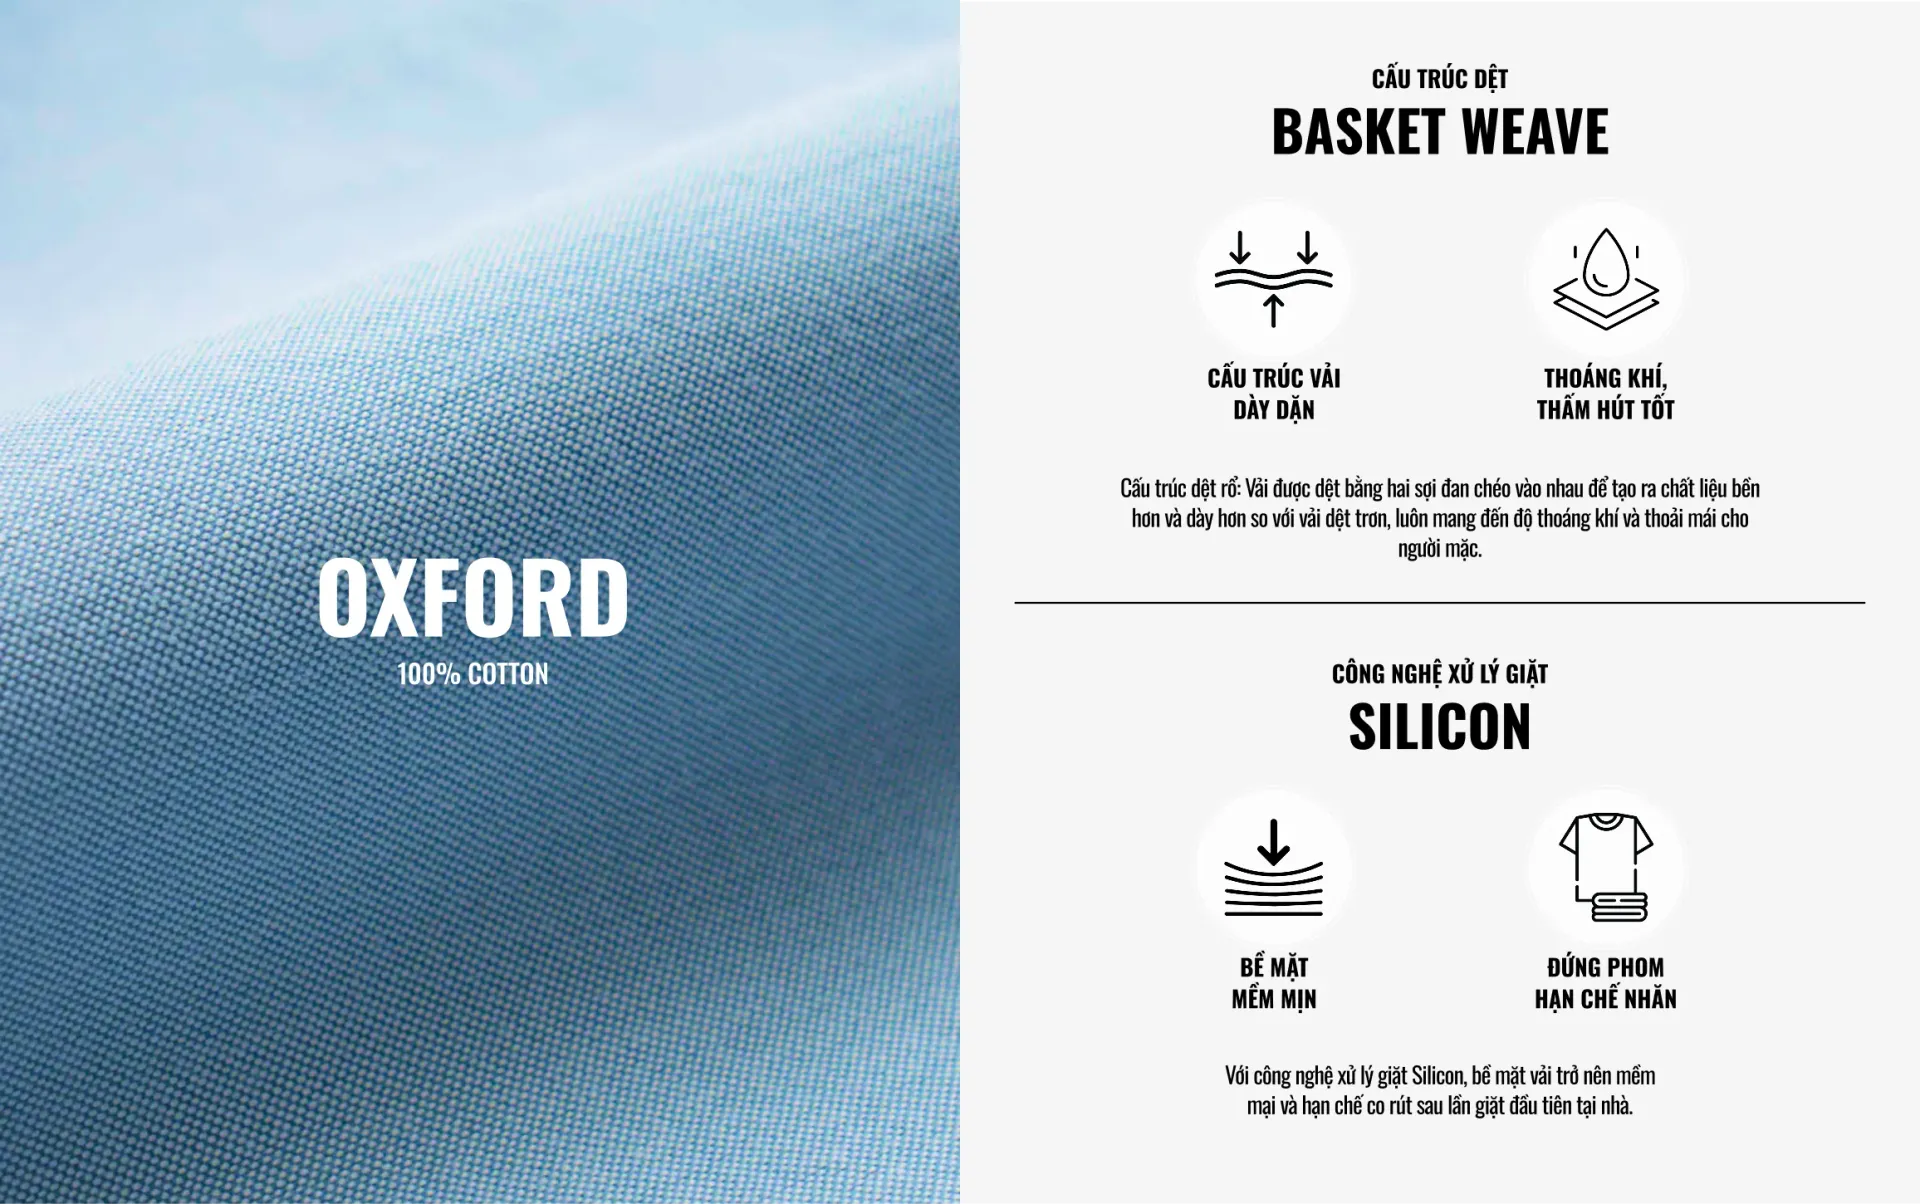 OXFORD
100% COTTON
CẤU TRÚC DỆT
BASKET WEAVE
CẤU TRÚC VẢI
DÀY DẶN
THOÁNG KHÍ,
THẤM HÚT TỐT
Cấu trúc dệt rổ: Vải được dệt bằng hai sợi đan chéo vào nhau để tạo ra chất liệu bền
hơn và dày hơn so với vải dệt trơn, luôn mang đến độ thoáng khí và thoải mái cho
người mặc.
CÔNG NGHỆ XỬ LÝ GIẶT
SILICON
BỀ MẶT
MỀM MỊN
ĐỨNG PHOM
HẠN CHẾ NHĂN
Với công nghệ xử lý giặt Silicon, bề mặt vải trở nên mềm
mại và hạn chế co rút sau lần giặt đầu tiên tại nhà.